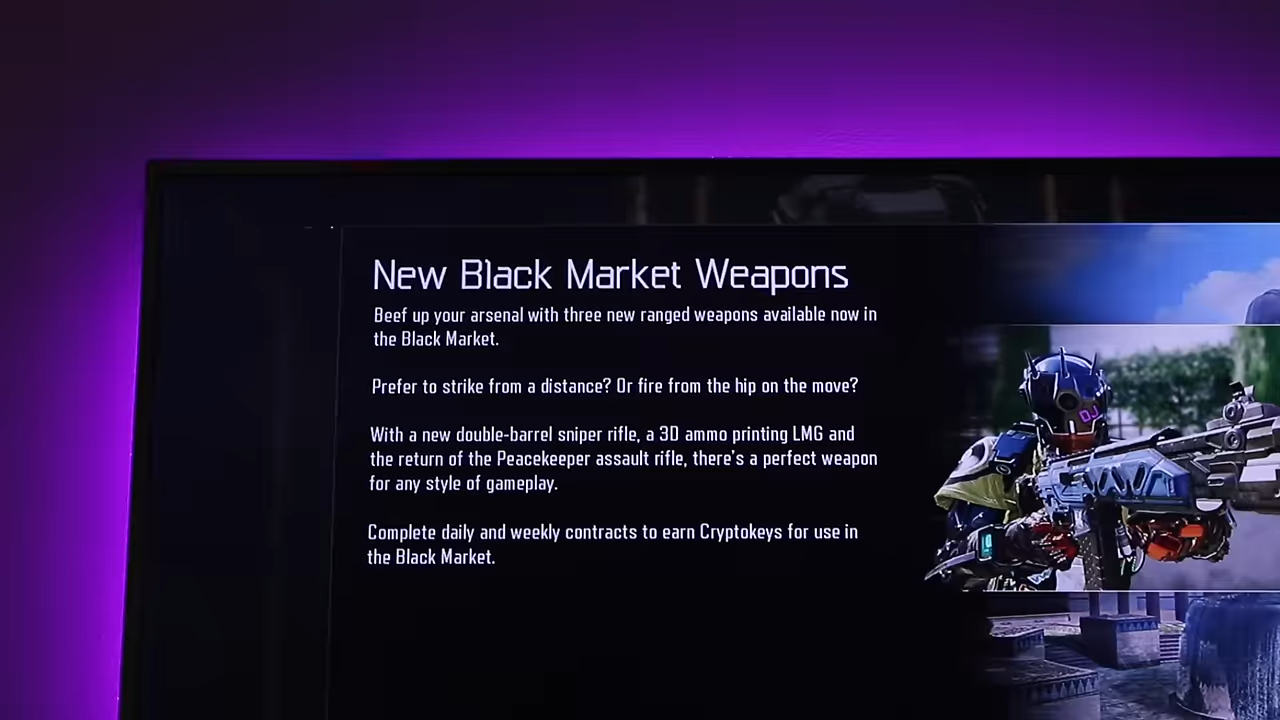 New Black Market Weapons
Beef up your arsenal with three new ranged weapons available now in
the Black Market.
Prefer to strike from a distance? Or fire from the hip on the move?
With a new double-barrel sniper rifle, a 3D ammo printing LMG and
the return of the Peacekeeper assault rifle, there's a perfect weapon
for any style of gameplay.
Complete daily and weekly contracts to earn Cryptokeys for use in
the Black Market.
DJ